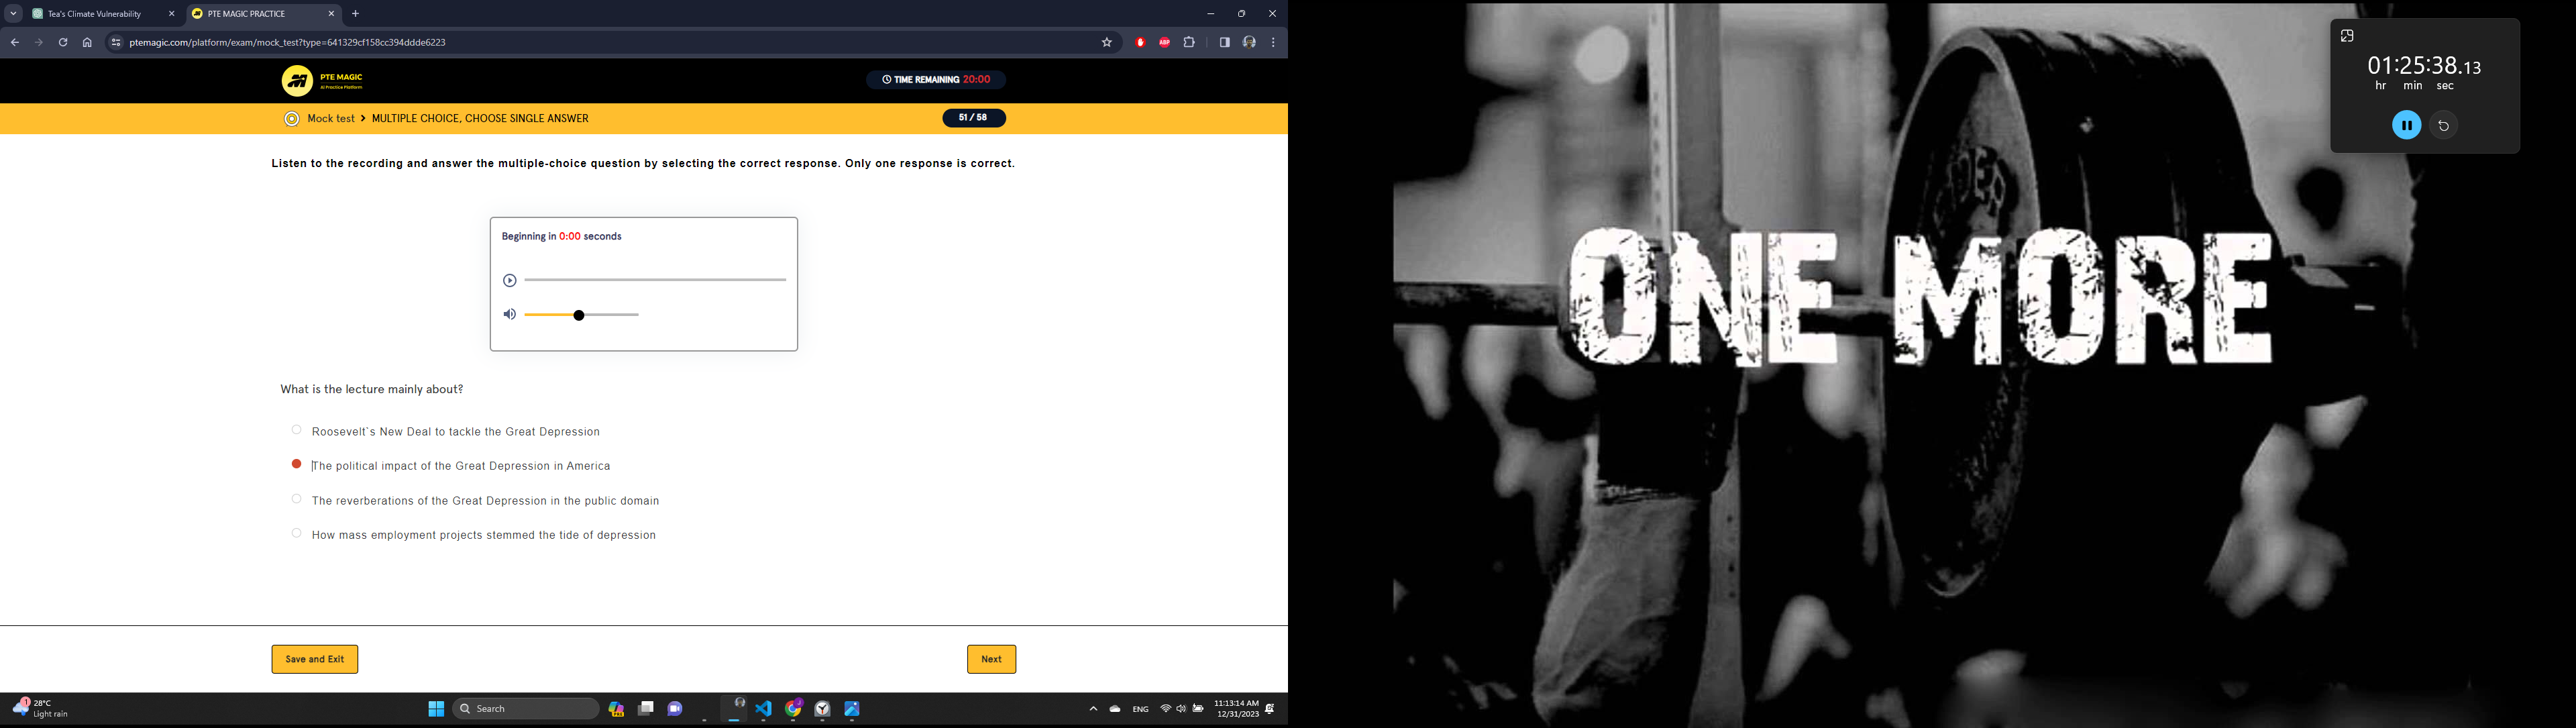 Tea's Climate Vulnerability
PTE MAGIC PRACTICE
ptemagic.com/platform/exam/mock_test?type=641329cf158cc394ddde6223
ABP
PTE MAGIC
AI Practice Platform
TIME REMAINING 20:00
Mock test > MULTIPLE CHOICE, CHOOSE SINGLE ANSWER
51 / 58
Listen to the recording and answer the multiple-choice question by selecting the correct response. Only one response is correct.
Beginning in 0:00 seconds
What is the lecture mainly about?
Roosevelt`s New Deal to tackle the Great Depression
The political impact of the Great Depression in America
The reverberations of the Great Depression in the public domain
How mass employment projects stemmed the tide of depression
Save and Exit
Next
1
28°C
Light rain
Search
ENG
11:13:14 AM
12/31/2023
01:25:38.13
hr min sec
ONE MORE